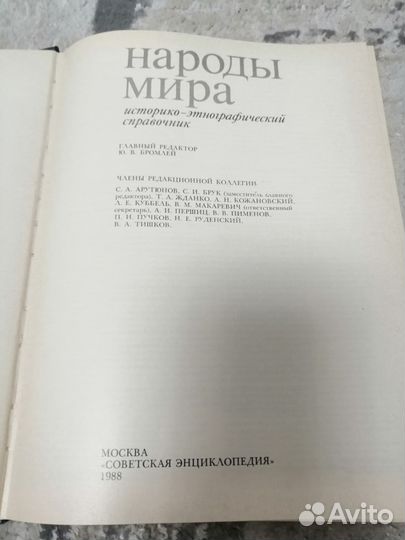 народы
мира
историко-этнографический
справочник
ГЛАВНЫЙ РЕДАКТОР
Ю. В. БРОМЛЕЙ
ЧЛЕНЫ РЕДАКЦИОННОЙ КОЛЛЕГИИ:
С. А. АРУТЮНОВ, С. И. БРУК (заместитель главного
редактора), Т. А. ЖДАНКО, А. Н. КОЖАНОВСКИЙ,
Л. Е. КУББЕЛЬ, В. М. МАКАРЕВИЧ (ответственный
секретарь), А. И. ПЕРШИЦ, В. В. ПИМЕНОВ,
П. И. ПУЧКОВ, Н. Е. РУДЕНСКИЙ,
В. А. ТИШКОВ.
МОСКВА
«СОВЕТСКАЯ ЭНЦИКЛОПЕДИЯ»
1988
Avito